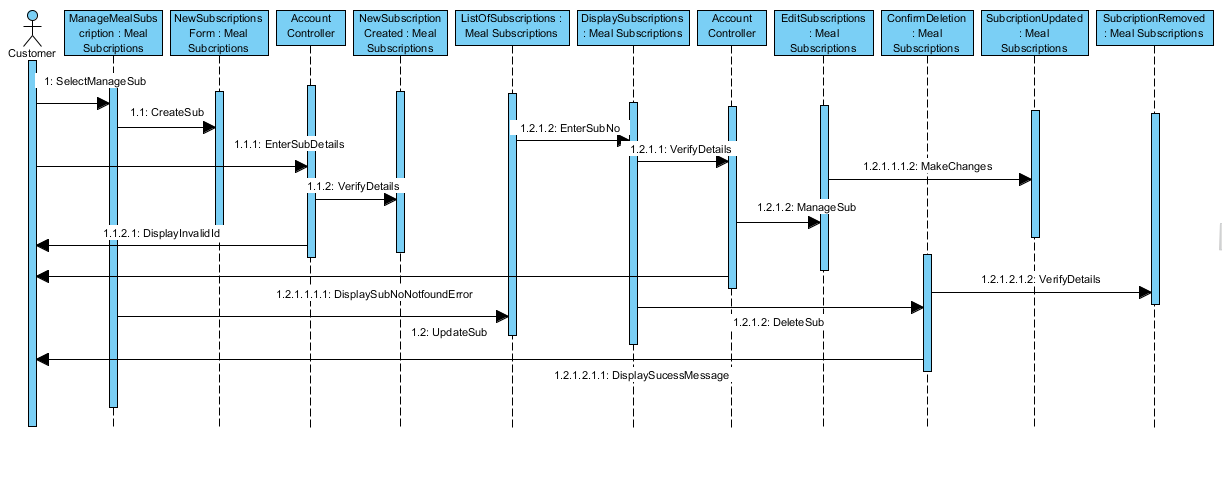 Customer
ManageMealSubs
cription : Meal
Subcriptions
NewSubscriptions
Form : Meal
Subcriptions
Account
Controller
NewSubscription
Created : Meal
Subscriptions
ListOfSubscriptions :
Meal Subscriptions
DisplaySubscriptions
: Meal Subscriptions
Account
Controller
EditSubscriptions
: Meal
Subscriptions
ConfirmDeletion
: Meal
Subscriptions
SubcriptionUpdated
: Meal
Subscriptions
SubcriptionRemoved
: Meal Subscriptions
1: SelectManageSub
1.1: CreateSub
1.2.1.2: EnterSubNo
1.1.1: EnterSubDetails
1.2.1.1: VerifyDetails
1.2.1.1.1.2: MakeChanges
1.1.2: VerifyDetails
1.2.1.2: ManageSub
1.1.2.1: DisplayInvalidId
1.2.1.2.1.2: VerifyDetails
1.2.1.1.1.1: DisplaySubNoNotfoundError
1.2.1.2: DeleteSub
1.2: UpdateSub
1.2.1.2.1.1: DisplaySucessMessage